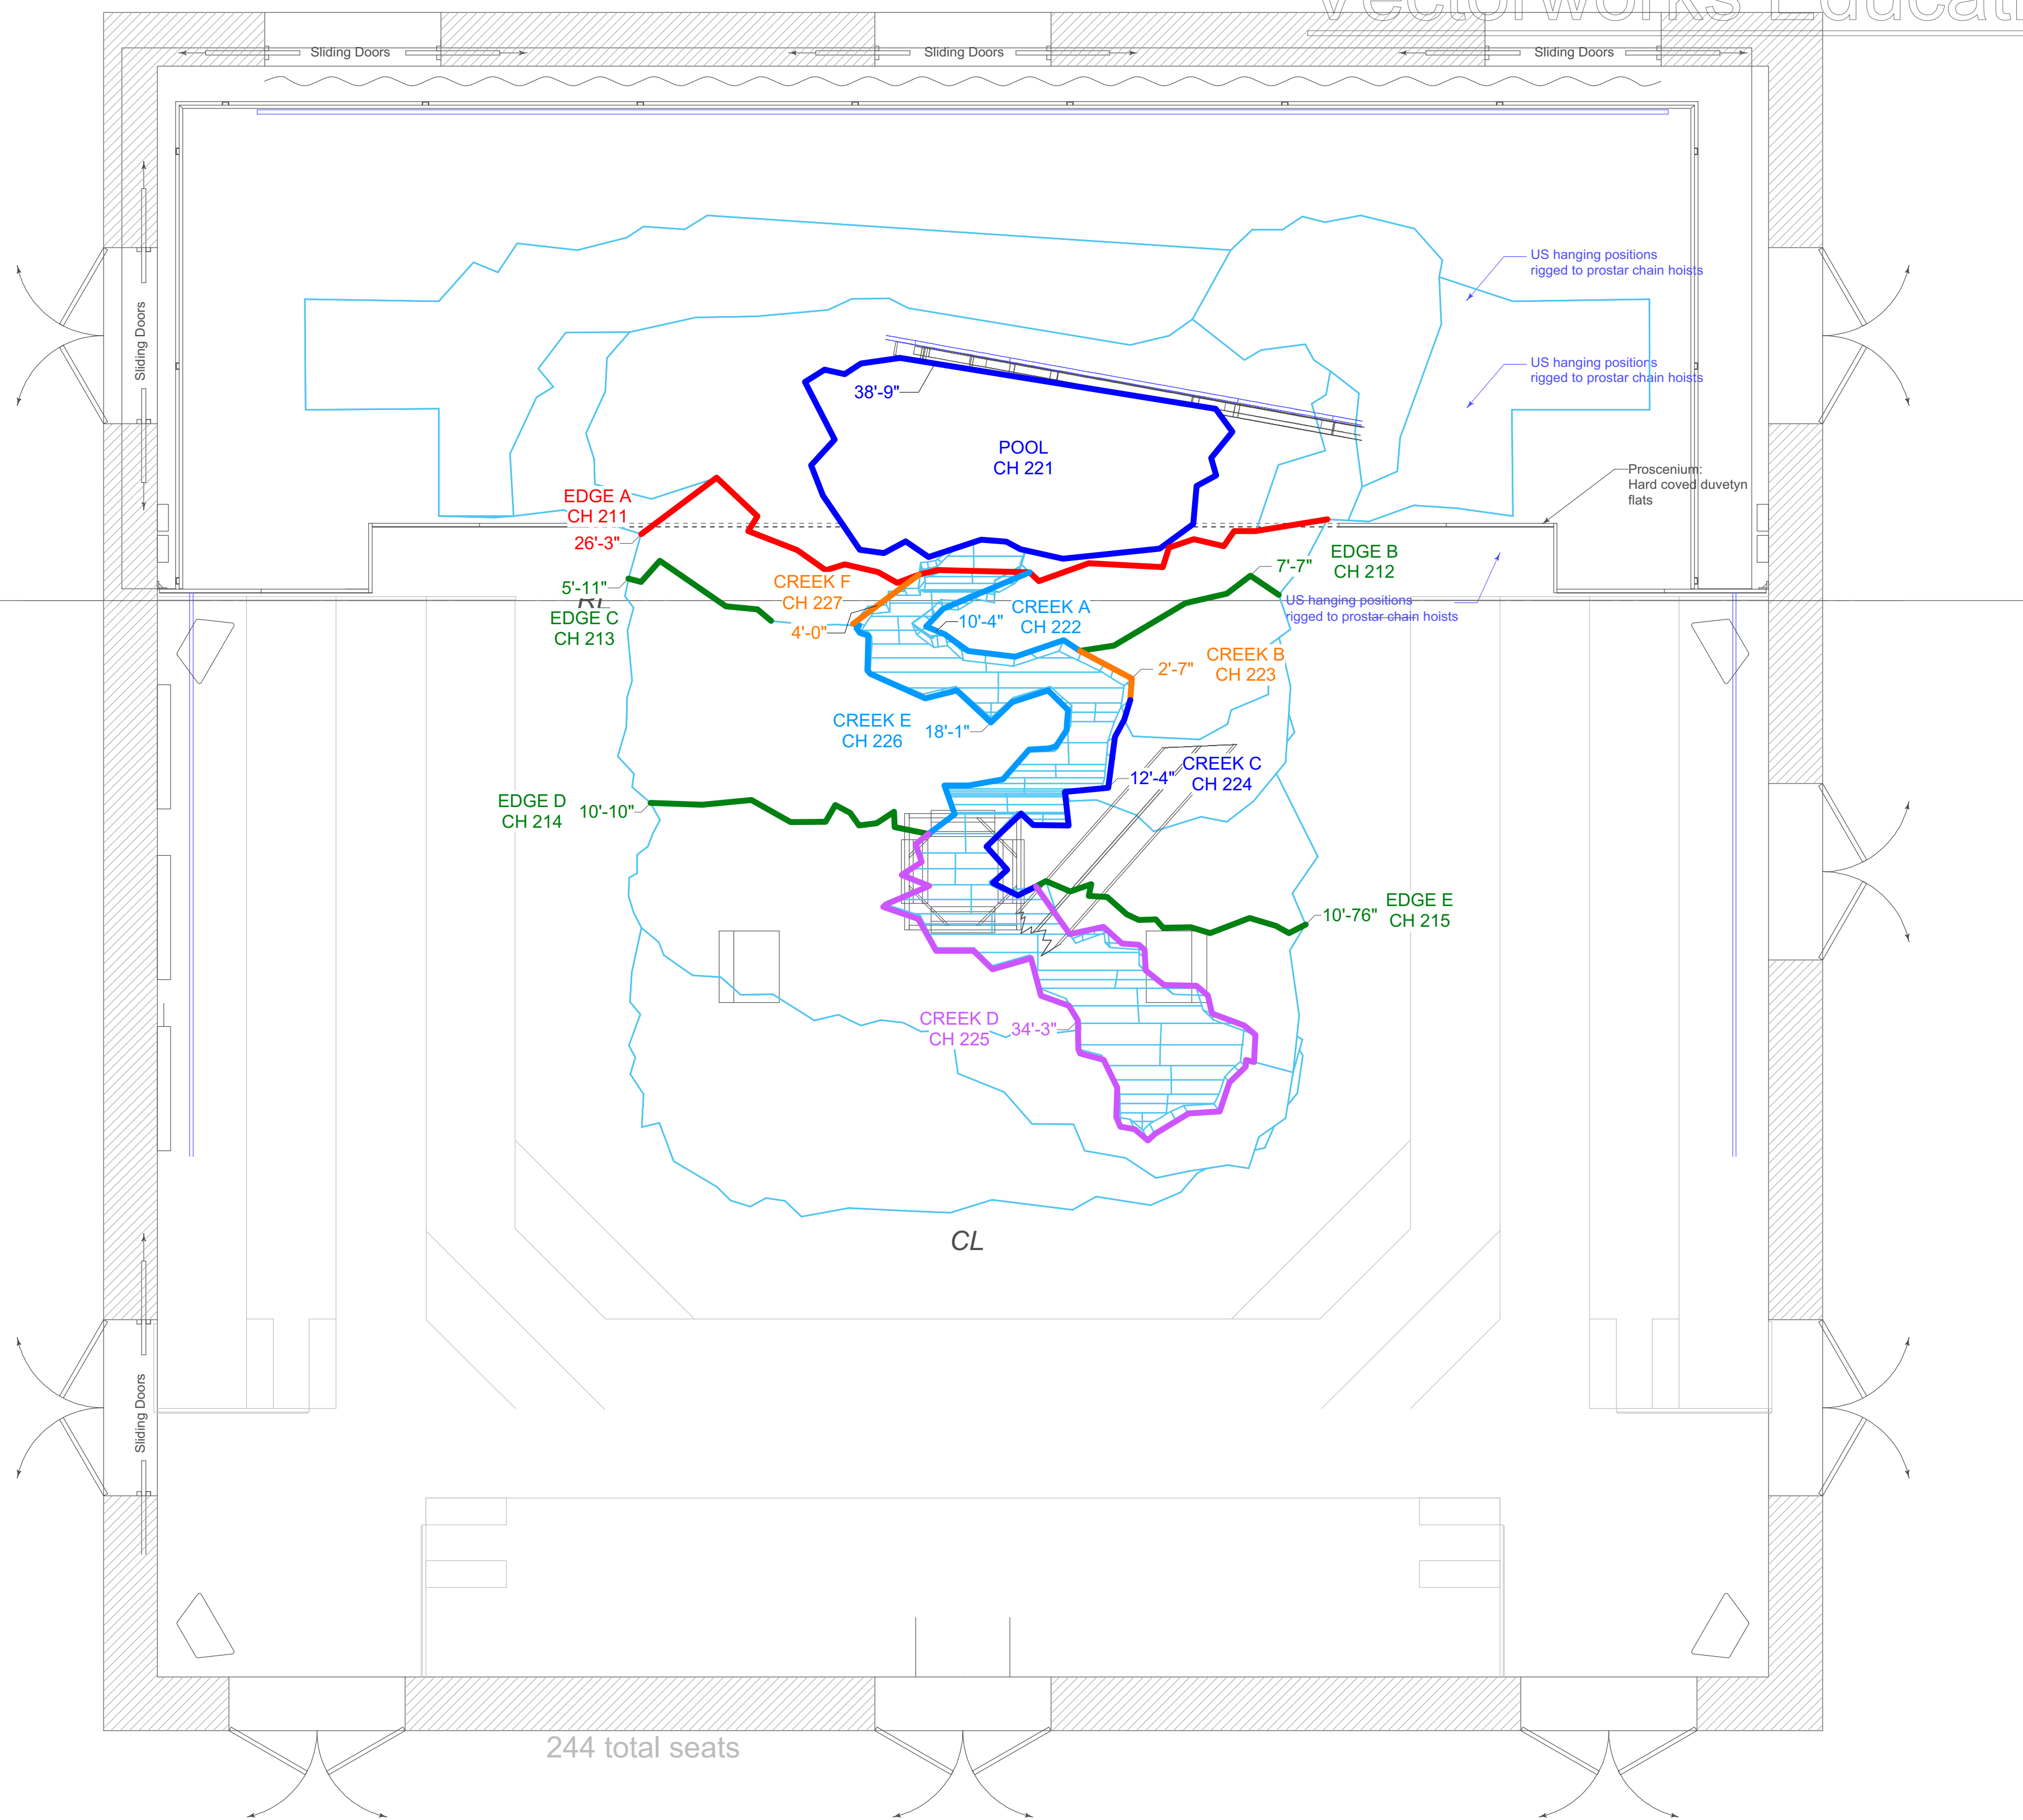 Vectorworks Educati
Sliding Doors
Sliding Doors
Sliding Doors
Sliding Doors
US hanging positions
rigged to prostar chain hoists
US hanging positions
rigged to prostar chain hoists
38'-9"
POOL
CH 221
Proscenium:
Hard coved duvetyn
flats
EDGE A
CH 211
26'-3"
EDGE B
CH 212
7'-7"
5'-11"
RL
EDGE C
CH 213
CREEK F
CH 227
4'-0"
CREEK A
CH 222
10'-4"
US hanging positions
rigged to prostar chain hoists
2'-7"
CREEK B
CH 223
CREEK E
CH 226
18'-1"
12'-4"
CREEK C
CH 224
EDGE D
CH 214
10'-10"
10'-76"
EDGE E
CH 215
CREEK D
CH 225
34'-3"
CL
Sliding Doors
244 total seats